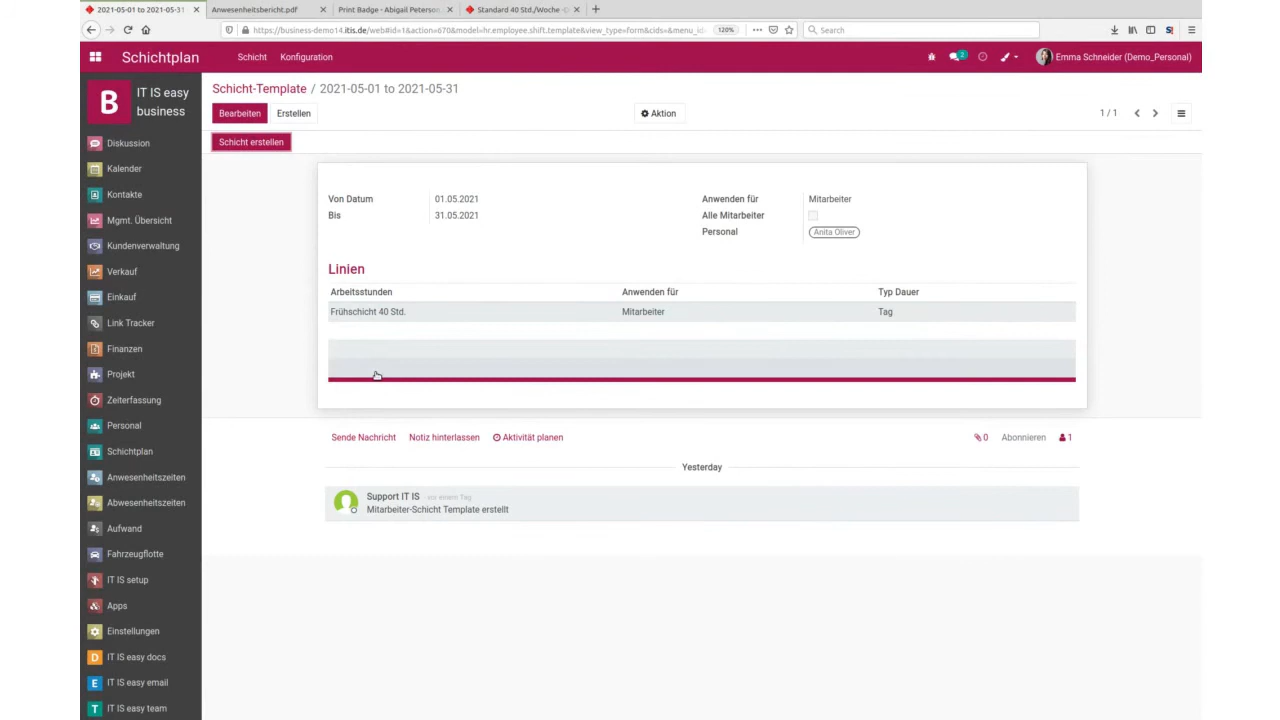 2021-05-01 to 2021-05-31
Anwesenheitsbericht.pdf
Print Badge - Abigail Peterson
Standard 40 Std./Woche -
120%
Search
Schichtplan
Schicht
Konfiguration
2
Emma Schneider (Demo_Personal)
B
IT IS easy
business
Schicht-Template / 2021-05-01 to 2021-05-31
Bearbeiten
Erstellen
Aktion
1 / 1
Schicht erstellen
Diskussion
Kalender
Kontakte
Mgmt. Übersicht
Kundenverwaltung
Verkauf
Einkauf
Link Tracker
Finanzen
Projekt
Zeiterfassung
Personal
Schichtplan
Anwesenheitszeiten
Abwesenheitszeiten
Aufwand
Fahrzeugflotte
IT IS setup
Apps
Einstellungen
D IT IS easy docs
E IT IS easy email
T IT IS easy team
Von Datum 01.05.2021
Bis 31.05.2021
Anwenden für Mitarbeiter
Alle Mitarbeiter
Personal Anita Oliver
Linien
Arbeitsstunden Anwenden für Typ Dauer
Frühschicht 40 Std. Mitarbeiter Tag
Sende Nachricht
Notiz hinterlassen
Aktivität planen
0
Abonnieren
1
Yesterday
Support IT IS - vor einem Tag
Mitarbeiter-Schicht Template erstellt